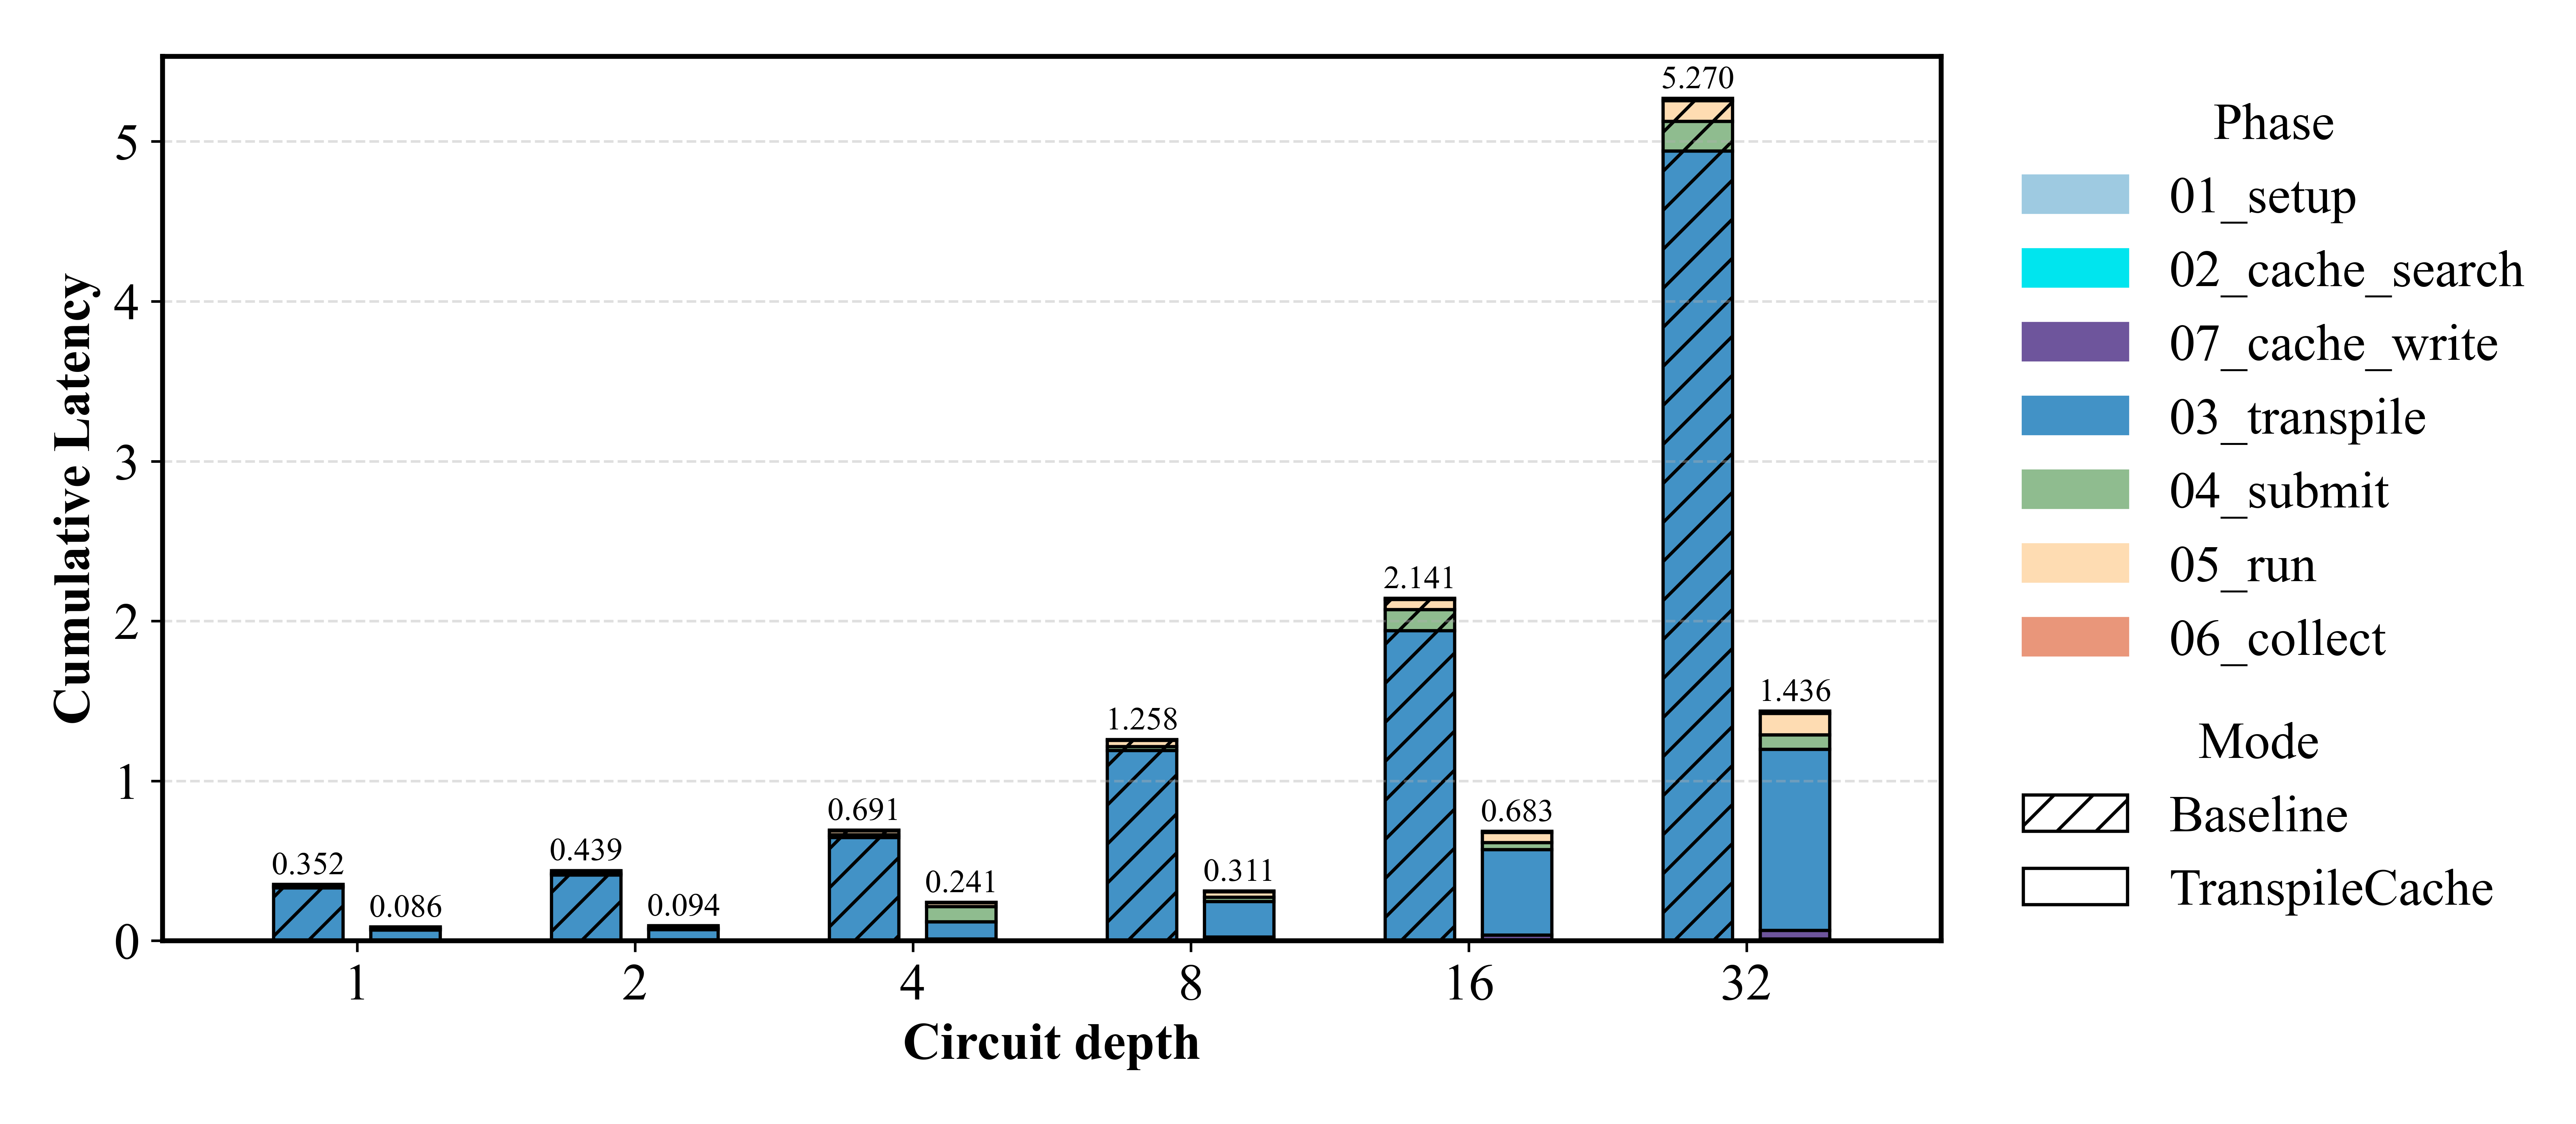 5.270
5
4
3
2.141
2
1.436
1.258
1
0.691
0.683
0.439
0.352
0.311
0.241
0.086
0.094
0
1
2
4
8
16
32
Cumulative Latency
Circuit depth
Phase
01_setup
02_cache_search
07_cache_write
03_transpile
04_submit
05_run
06_collect
Mode
Baseline
TranspileCache